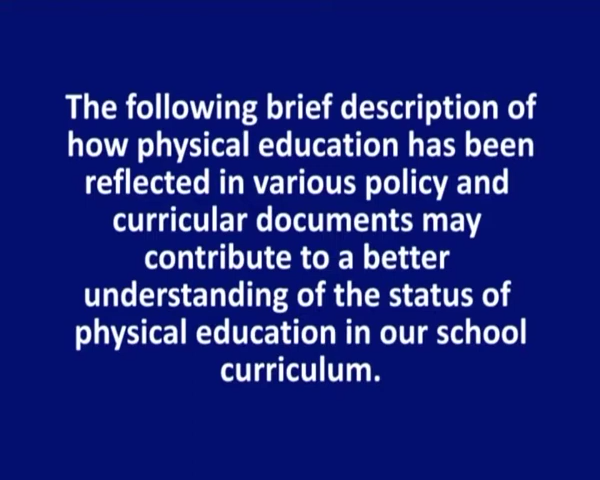 The following brief description of
how physical education has been
reflected in various policy and
curricular documents may
contribute to a better
understanding of the status of
physical education in our school
curriculum.